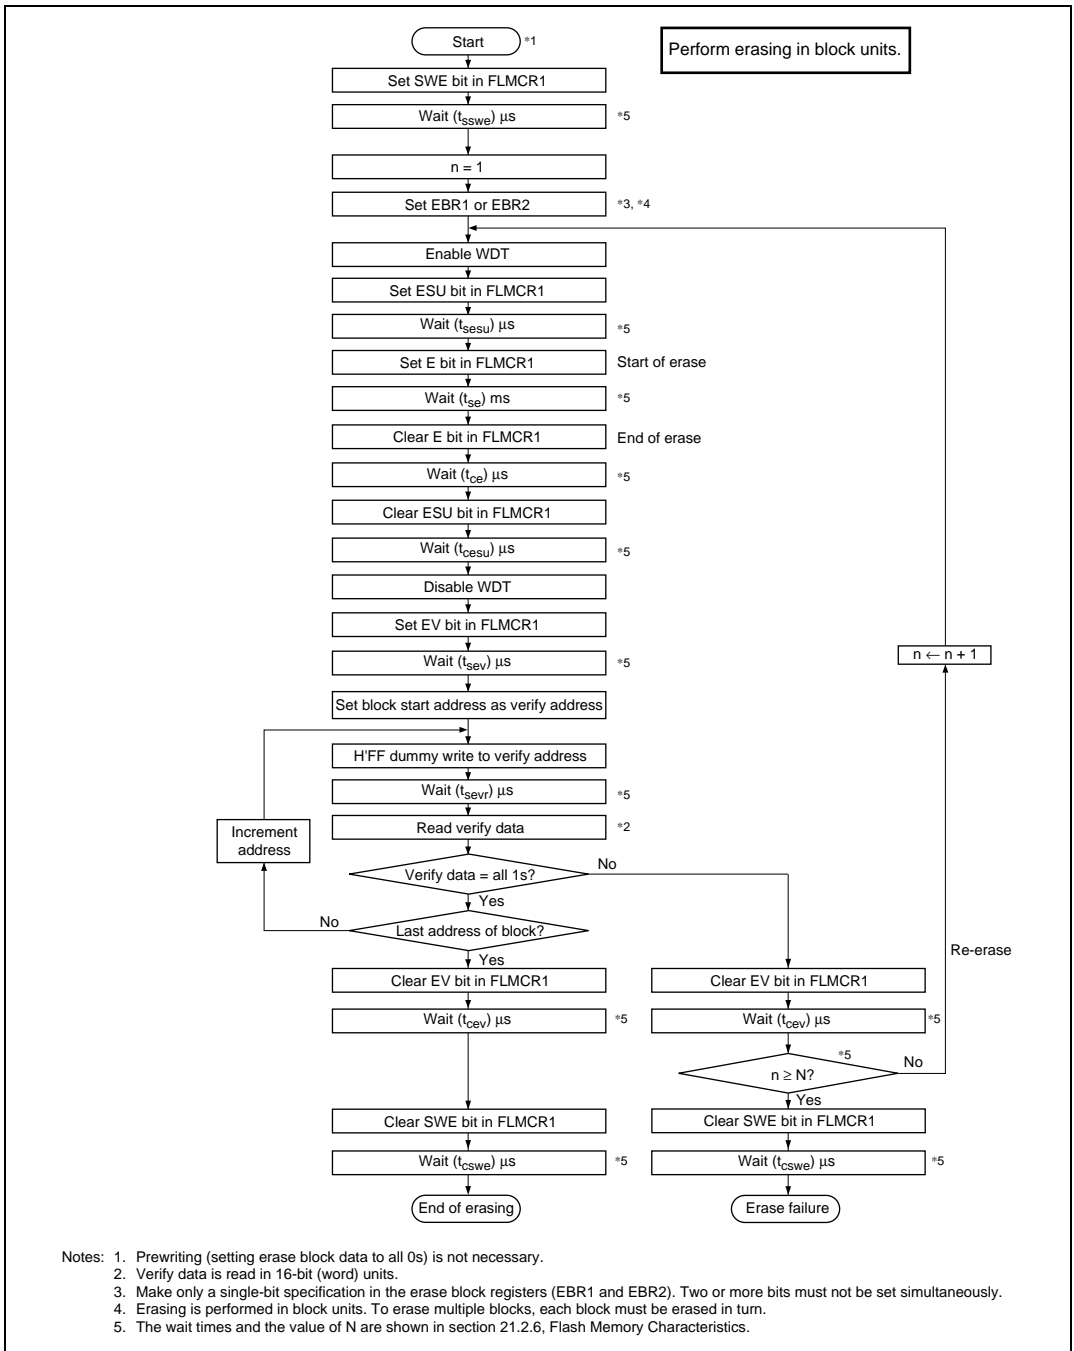 Start *1
Perform erasing in block units.
Set SWE bit in FLMCR1
Wait (tsswe) μs *5
n = 1
Set EBR1 or EBR2 *3, *4
Enable WDT
Set ESU bit in FLMCR1
Wait (tsesu) μs *5
Set E bit in FLMCR1 Start of erase
Wait (tse) ms *5
Clear E bit in FLMCR1 End of erase
Wait (tce) μs *5
Clear ESU bit in FLMCR1
Wait (tcesu) μs *5
Disable WDT
Set EV bit in FLMCR1
Wait (tsev) μs *5
n ← n + 1
Set block start address as verify address
H'FF dummy write to verify address
Wait (tsevr) μs *5
Read verify data *2
Increment
address
Verify data = all 1s? No
Yes
No Last address of block?
Yes
Re-erase
Clear EV bit in FLMCR1 Clear EV bit in FLMCR1
Wait (tcev) μs *5 Wait (tcev) μs *5
*5
n ≥ N? No
Yes
Clear SWE bit in FLMCR1 Clear SWE bit in FLMCR1
Wait (tcswe) μs *5 Wait (tcswe) μs *5
End of erasing Erase failure
Notes: 1. Prewriting (setting erase block data to all 0s) is not necessary.
2. Verify data is read in 16-bit (word) units.
3. Make only a single-bit specification in the erase block registers (EBR1 and EBR2). Two or more bits must not be set simultaneously.
4. Erasing is performed in block units. To erase multiple blocks, each block must be erased in turn.
5. The wait times and the value of N are shown in section 21.2.6, Flash Memory Characteristics.